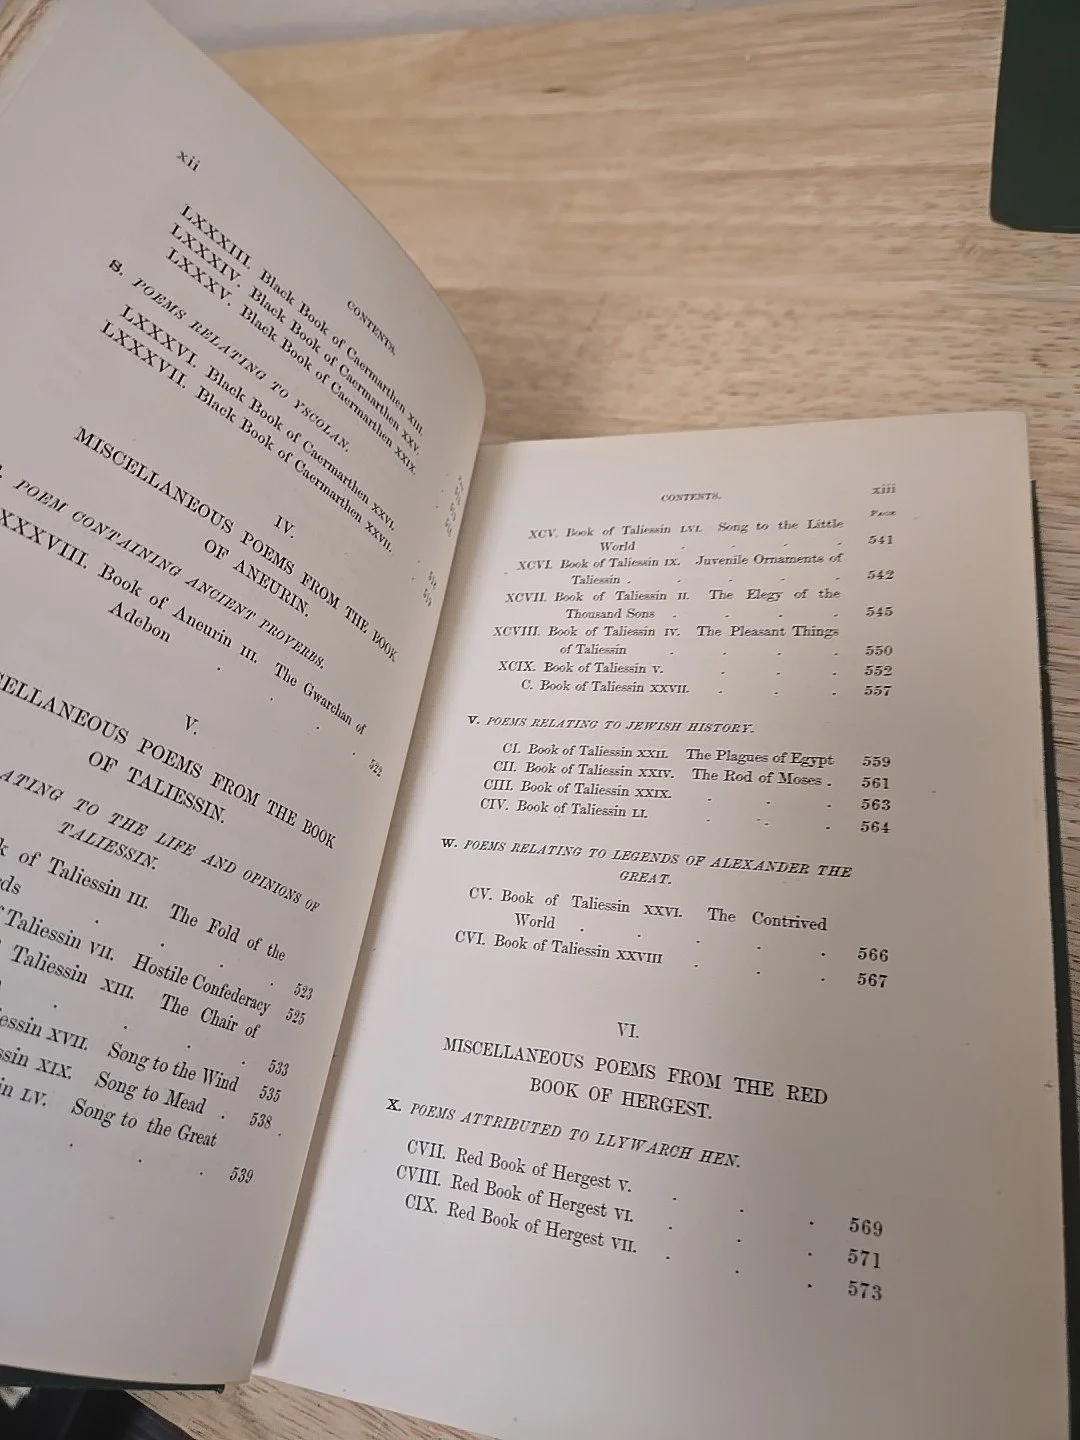 xii
CONTENTS.
LXXXIII. Black Book of Caermarthen XIII.
LXXXIV. Black Book of Caermarthen XXV.
LXXXV. Black Book of Caermarthen XXIX.
S. POEMS RELATING TO YSCOLAN.
LXXXVI. Black Book of Caermarthen XXVI.
LXXXVII. Black Book of Caermarthen XXVII.
IV.
MISCELLANEOUS POEMS FROM THE BOOK
OF ANEURIN.
POEM CONTAINING ANCIENT PROVERBS.
XXXVIII. Book of Aneurin III. The Gwarchan of
Adebon . . . . 522
V.
CELLANEOUS POEMS FROM THE BOOK
OF TALIESSIN.
ATING TO THE LIFE AND OPINIONS OF
TALIESSIN.
k of Taliessin III. The Fold of the
ds . . . . 523
f Taliessin VII. Hostile Confederacy 525
Taliessin XIII. The Chair of
. . . 533
essin XVII. Song to the Wind 535
ssin XIX. Song to Mead . 538
in LV. Song to the Great
. . . 539
CONTENTS. xiii
PAGE
XCV. Book of Taliessin LVI. Song to the Little
World . . . . 541
XCVI. Book of Taliessin IX. Juvenile Ornaments of
Taliessin . . . . . 542
XCVII. Book of Taliessin II. The Elegy of the
Thousand Sons . . . . 545
XCVIII. Book of Taliessin IV. The Pleasant Things
of Taliessin . . . . 550
XCIX. Book of Taliessin V. . . . 552
C. Book of Taliessin XXVII. . . . 557
V. POEMS RELATING TO JEWISH HISTORY.
CI. Book of Taliessin XXII. The Plagues of Egypt 559
CII. Book of Taliessin XXIV. The Rod of Moses . 561
CIII. Book of Taliessin XXIX. . . . 563
CIV. Book of Taliessin LI. . . . 564
W. POEMS RELATING TO LEGENDS OF ALEXANDER THE
GREAT.
CV. Book of Taliessin XXVI. The Contrived
World . . . . . 566
CVI. Book of Taliessin XXVIII . . . 567
VI.
MISCELLANEOUS POEMS FROM THE RED
BOOK OF HERGEST.
X. POEMS ATTRIBUTED TO LLYWARCH HEN.
CVII. Red Book of Hergest V. . . . 569
CVIII. Red Book of Hergest VI. . . . 571
CIX. Red Book of Hergest VII. . . . 573